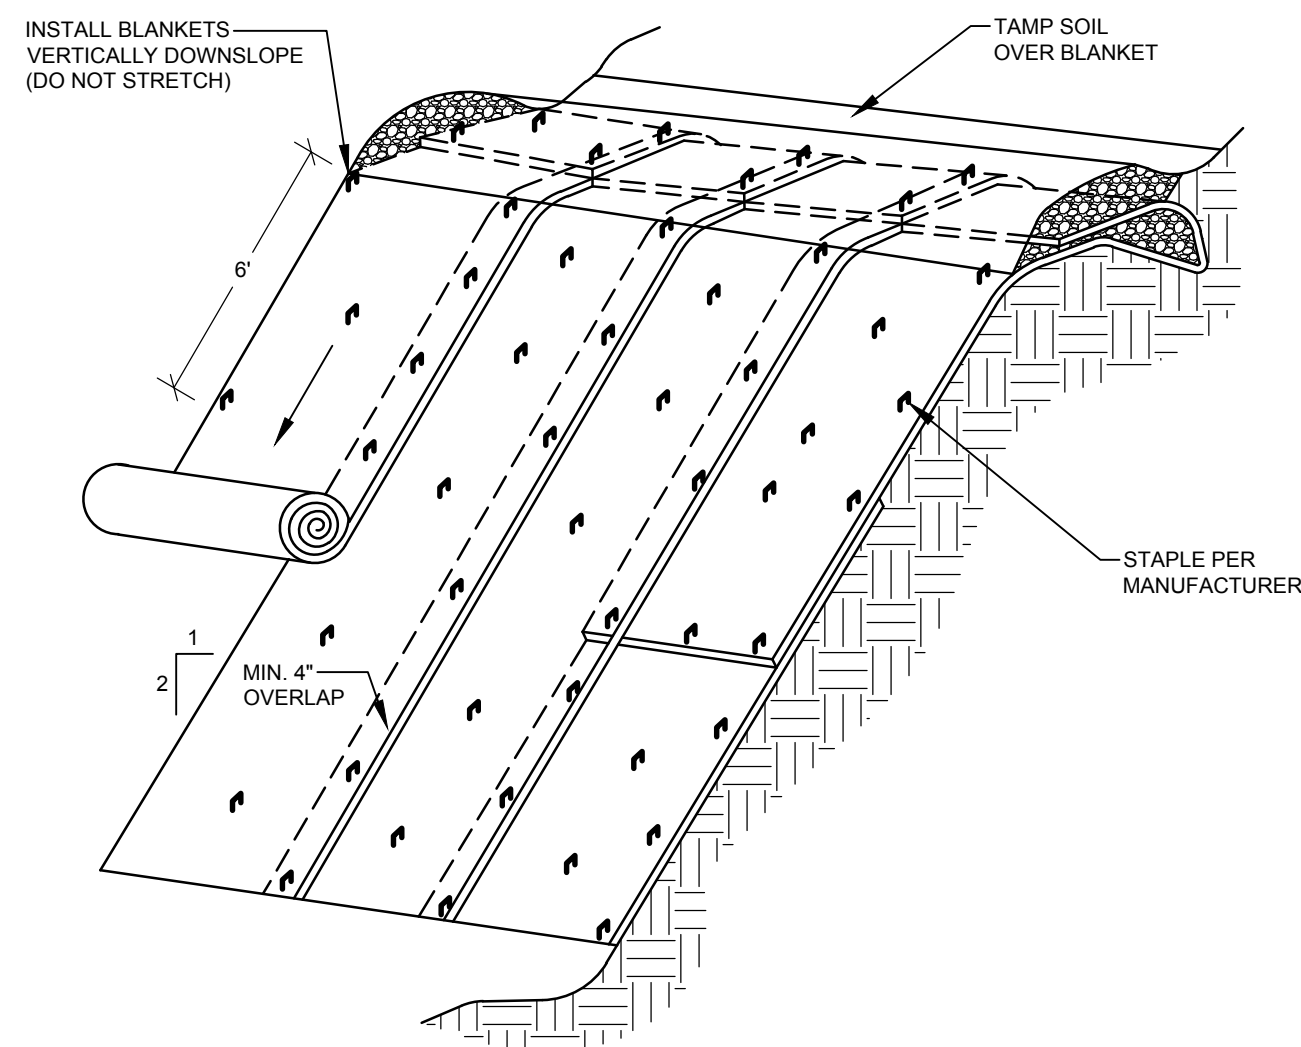 INSTALL BLANKETS
VERTICALLY DOWNSLOPE
(DO NOT STRETCH)
TAMP SOIL
OVER BLANKET
6'
STAPLE PER
MANUFACTURER
1
2
MIN. 4"
OVERLAP